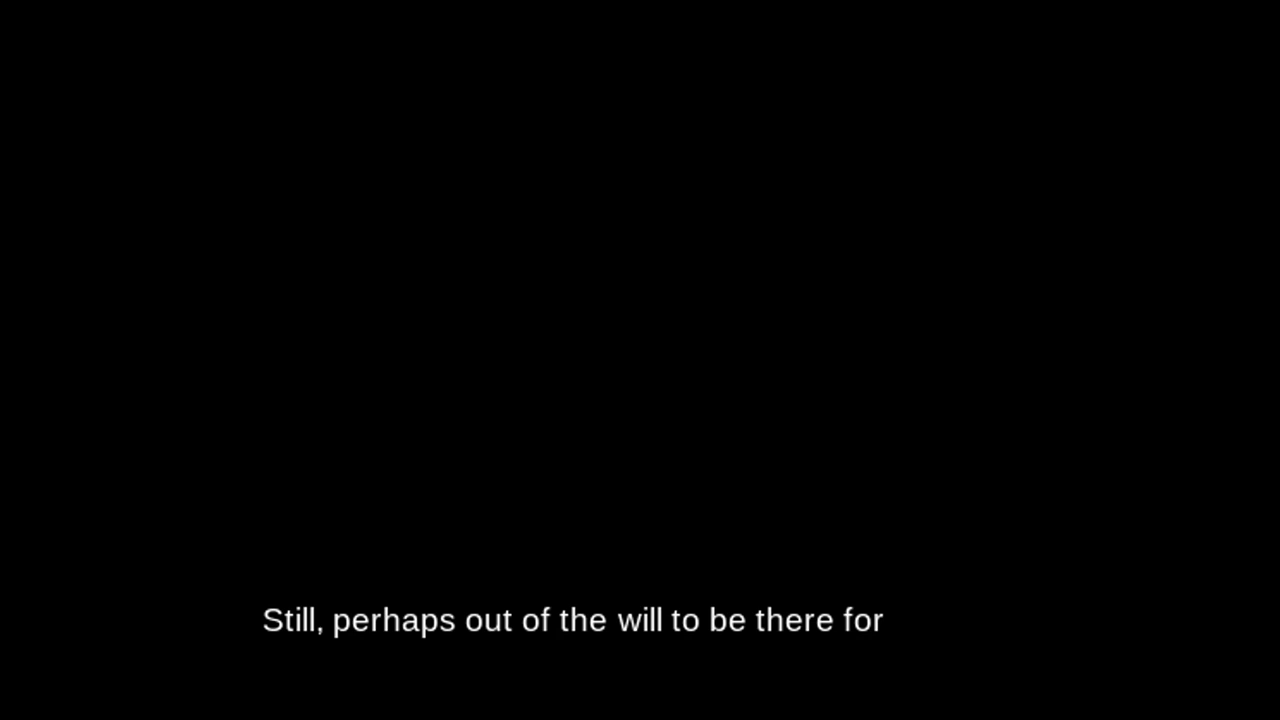 Still, perhaps out of the will to be there for